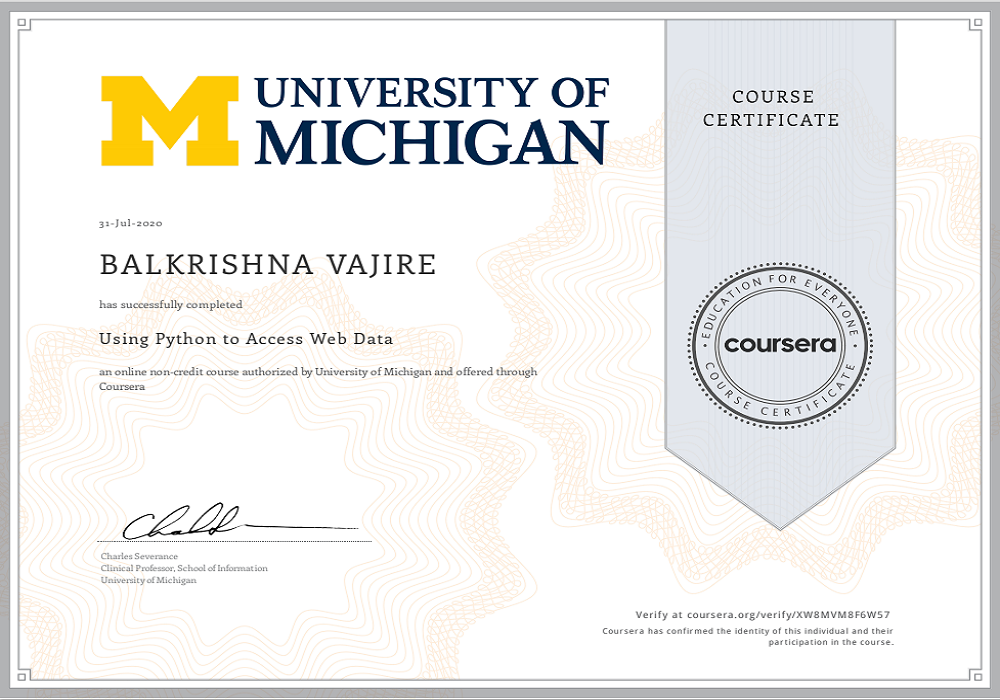 M UNIVERSITY OF
MICHIGAN
COURSE
CERTIFICATE
31-Jul-2020
BALKRISHNA VAJIRE
has successfully completed
Using Python to Access Web Data
an online non-credit course authorized by University of Michigan and offered through
Coursera
EDUCATION FOR EVERYONE
coursera
COURSE CERTIFICATE
Charles Severance
Clinical Professor, School of Information
University of Michigan
Verify at coursera.org/verify/XW8MVM8F6W57
Coursera has confirmed the identity of this individual and their
participation in the course.